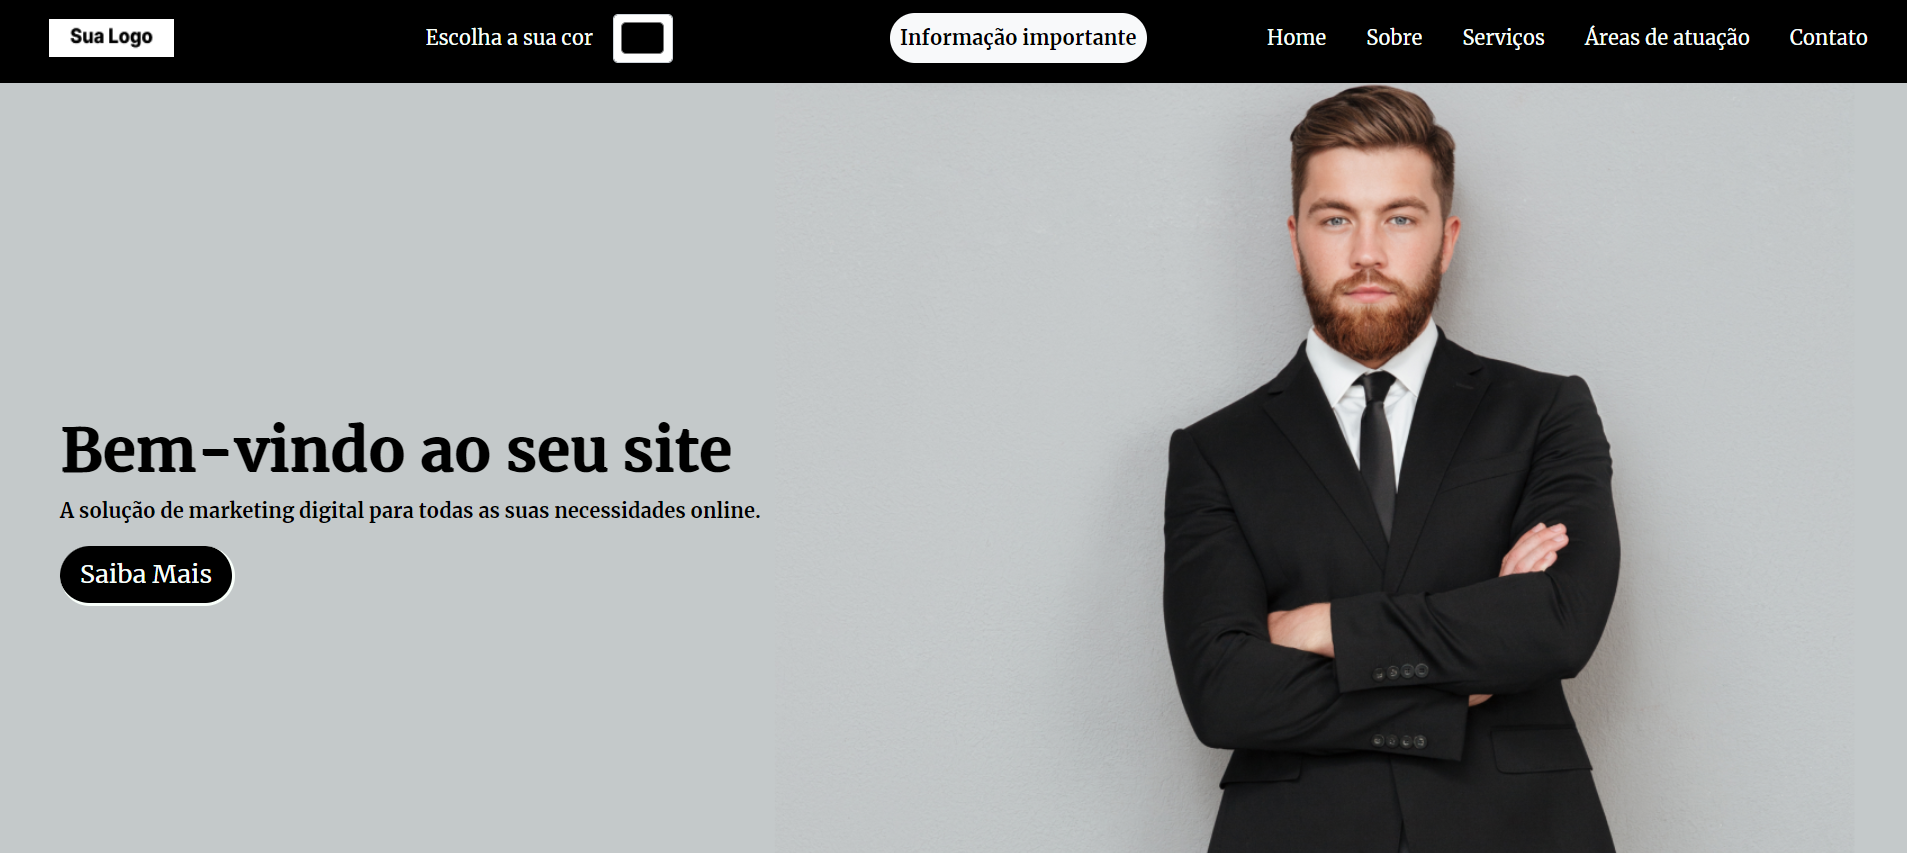 Sua Logo
Escolha a sua cor
Informação importante
Home
Sobre
Serviços
Áreas de atuação
Contato
Bem-vindo ao seu site
A solução de marketing digital para todas as suas necessidades online.
Saiba Mais